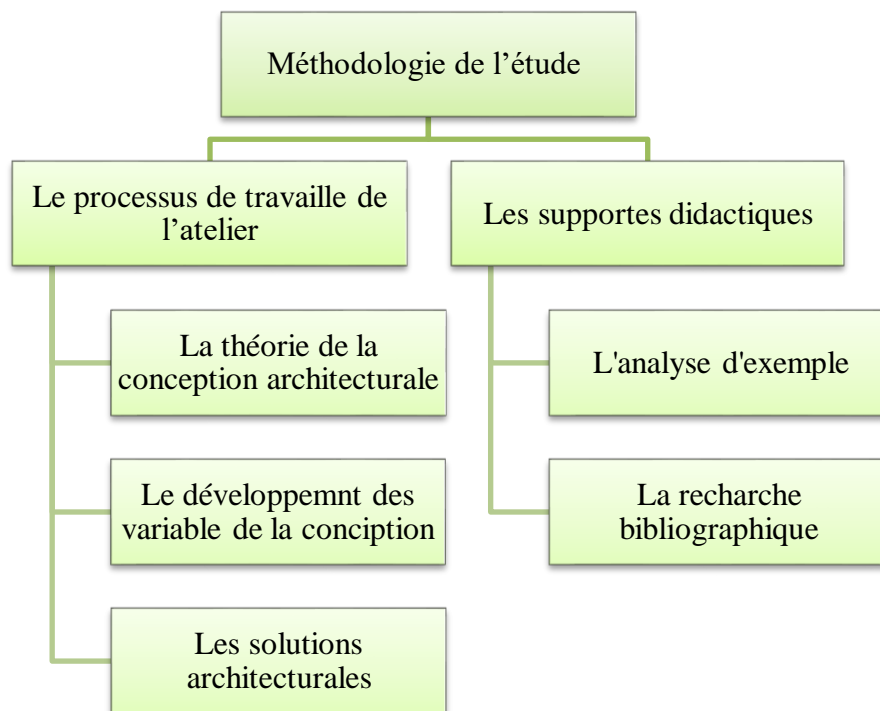 Méthodologie de l’étude
Le processus de travaille de
l’atelier
Les supportes didactiques
La théorie de la
conception architecturale
L'analyse d'exemple
Le développemnt des
variable de la conciption
La recharche
bibliographique
Les solutions
architecturales